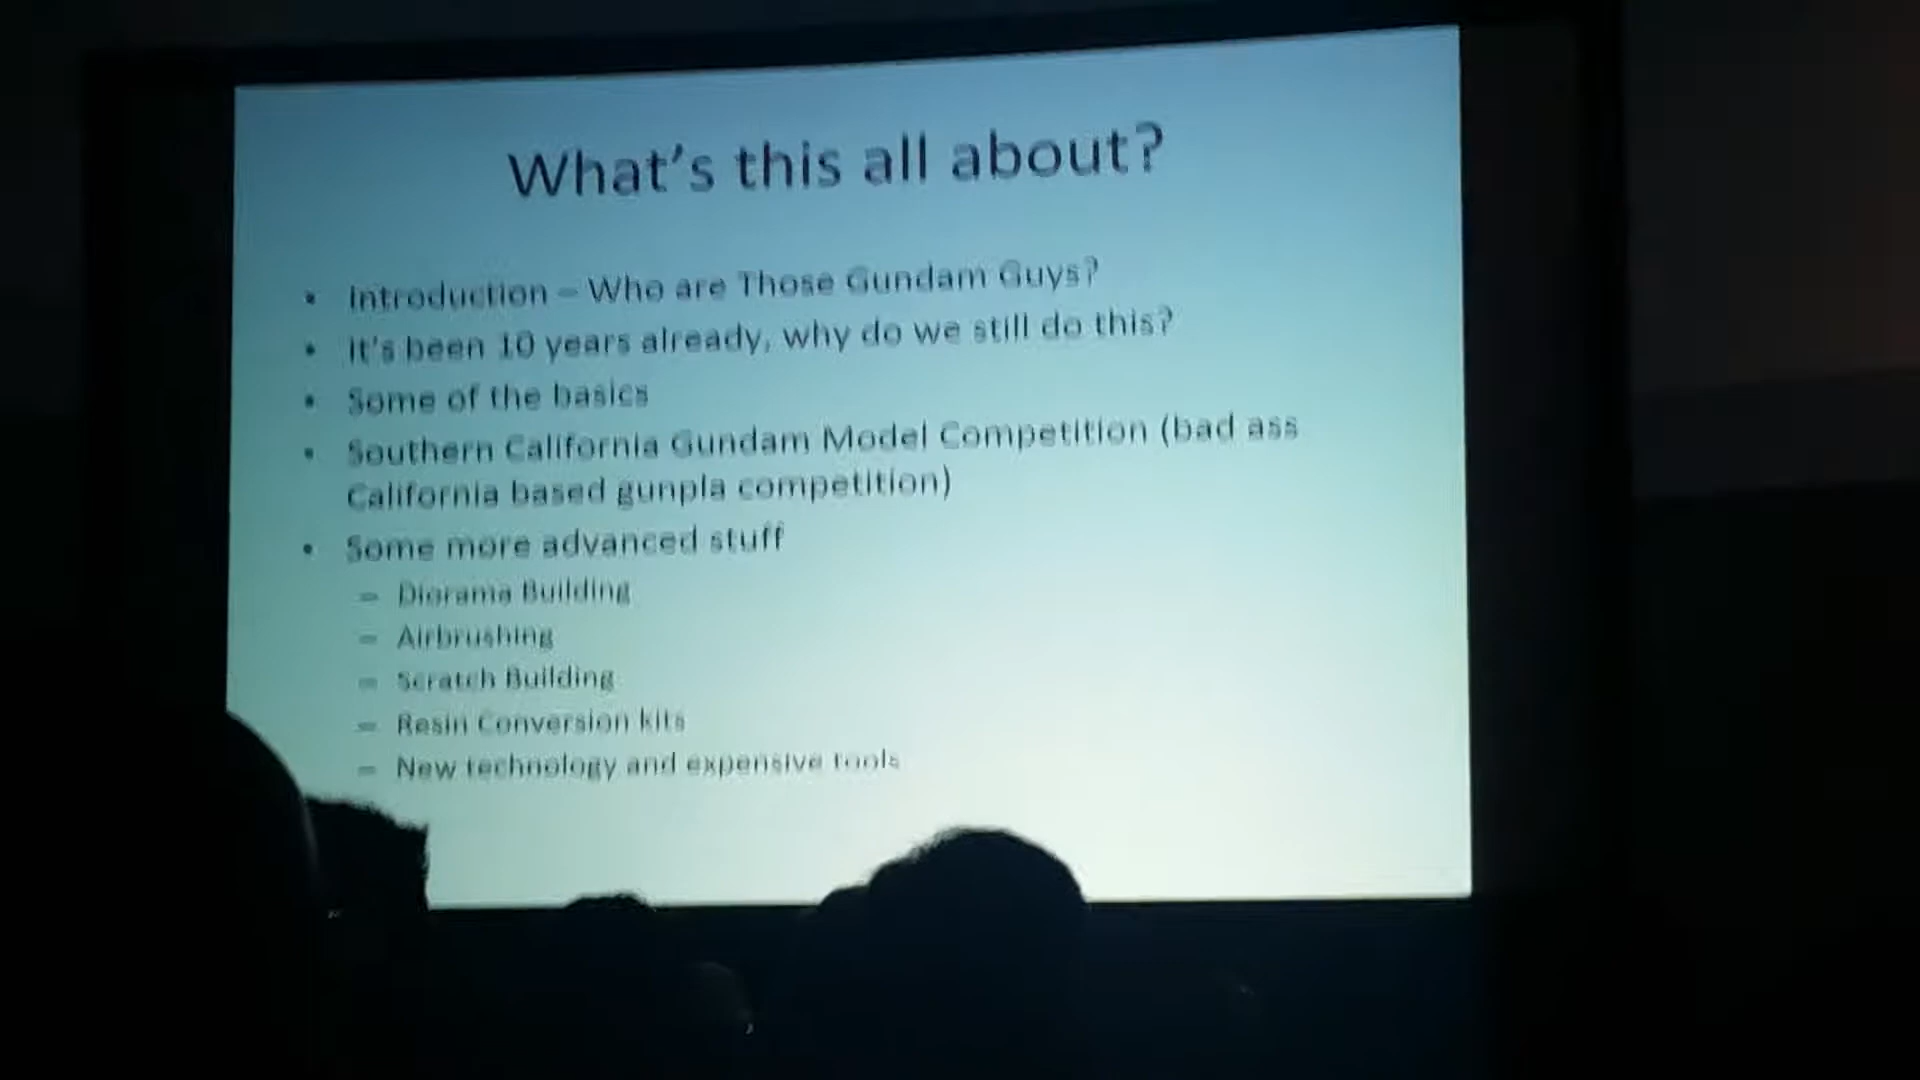 What's this all about?
• Introduction – Who are Those Gundam Guys?
• It's been 10 years already, why do we still do this?
• Some of the basics
• Southern California Gundam Model Competition (bad ass
California based gunpla competition)
• Some more advanced stuff
– Diorama Building
– Airbrushing
– Scratch Building
– Resin Conversion kits
– New technology and expensive tools